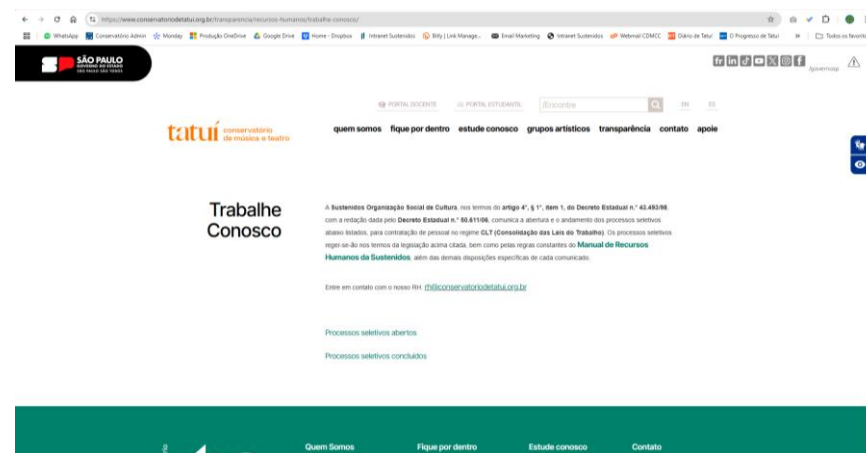 https://www.conservatoriodetatui.org.br/transparencia/recursos-humanos/trabalhe-conosco/
WhatsApp Conservatório Admin Monday Produção OneDrive Google Drive Home - Dropbox Intranet Sustenidos Bitly | Link Manage... Email Marketing Intranet Sustenidos Webmail CDMCC Diário de Tatuí O Progresso de Tatuí Todos os favoritos
SÃO PAULO
GOVERNO DO ESTADO
SÃO PAULO SÃO TODOS
/governosp
PORTAL DOCENTE PORTAL ESTUDANTIL /Encontre EN ES
tatuí conservatório de música e teatro
quem somos fique por dentro estude conosco grupos artísticos transparência contato apoie
Trabalhe
Conosco
A Sustenidos Organização Social de Cultura, nos termos do artigo 4°, § 1°, item 1, do Decreto Estadual n.° 43.493/98,
com a redação dada pelo Decreto Estadual n.° 50.611/06, comunica a abertura e o andamento dos processos seletivos
abaixo listados, para contratação de pessoal no regime CLT (Consolidação das Leis do Trabalho). Os processos seletivos
reger-se-ão nos termos da legislação acima citada, bem como pelas regras constantes do Manual de Recursos
Humanos da Sustenidos, além das demais disposições específicas de cada comunicado.
Entre em contato com o nosso RH: rh@conservatoriodetatui.org.br
Processos seletivos abertos
Processos seletivos concluídos
Quem Somos Fique por dentro Estude conosco Contato